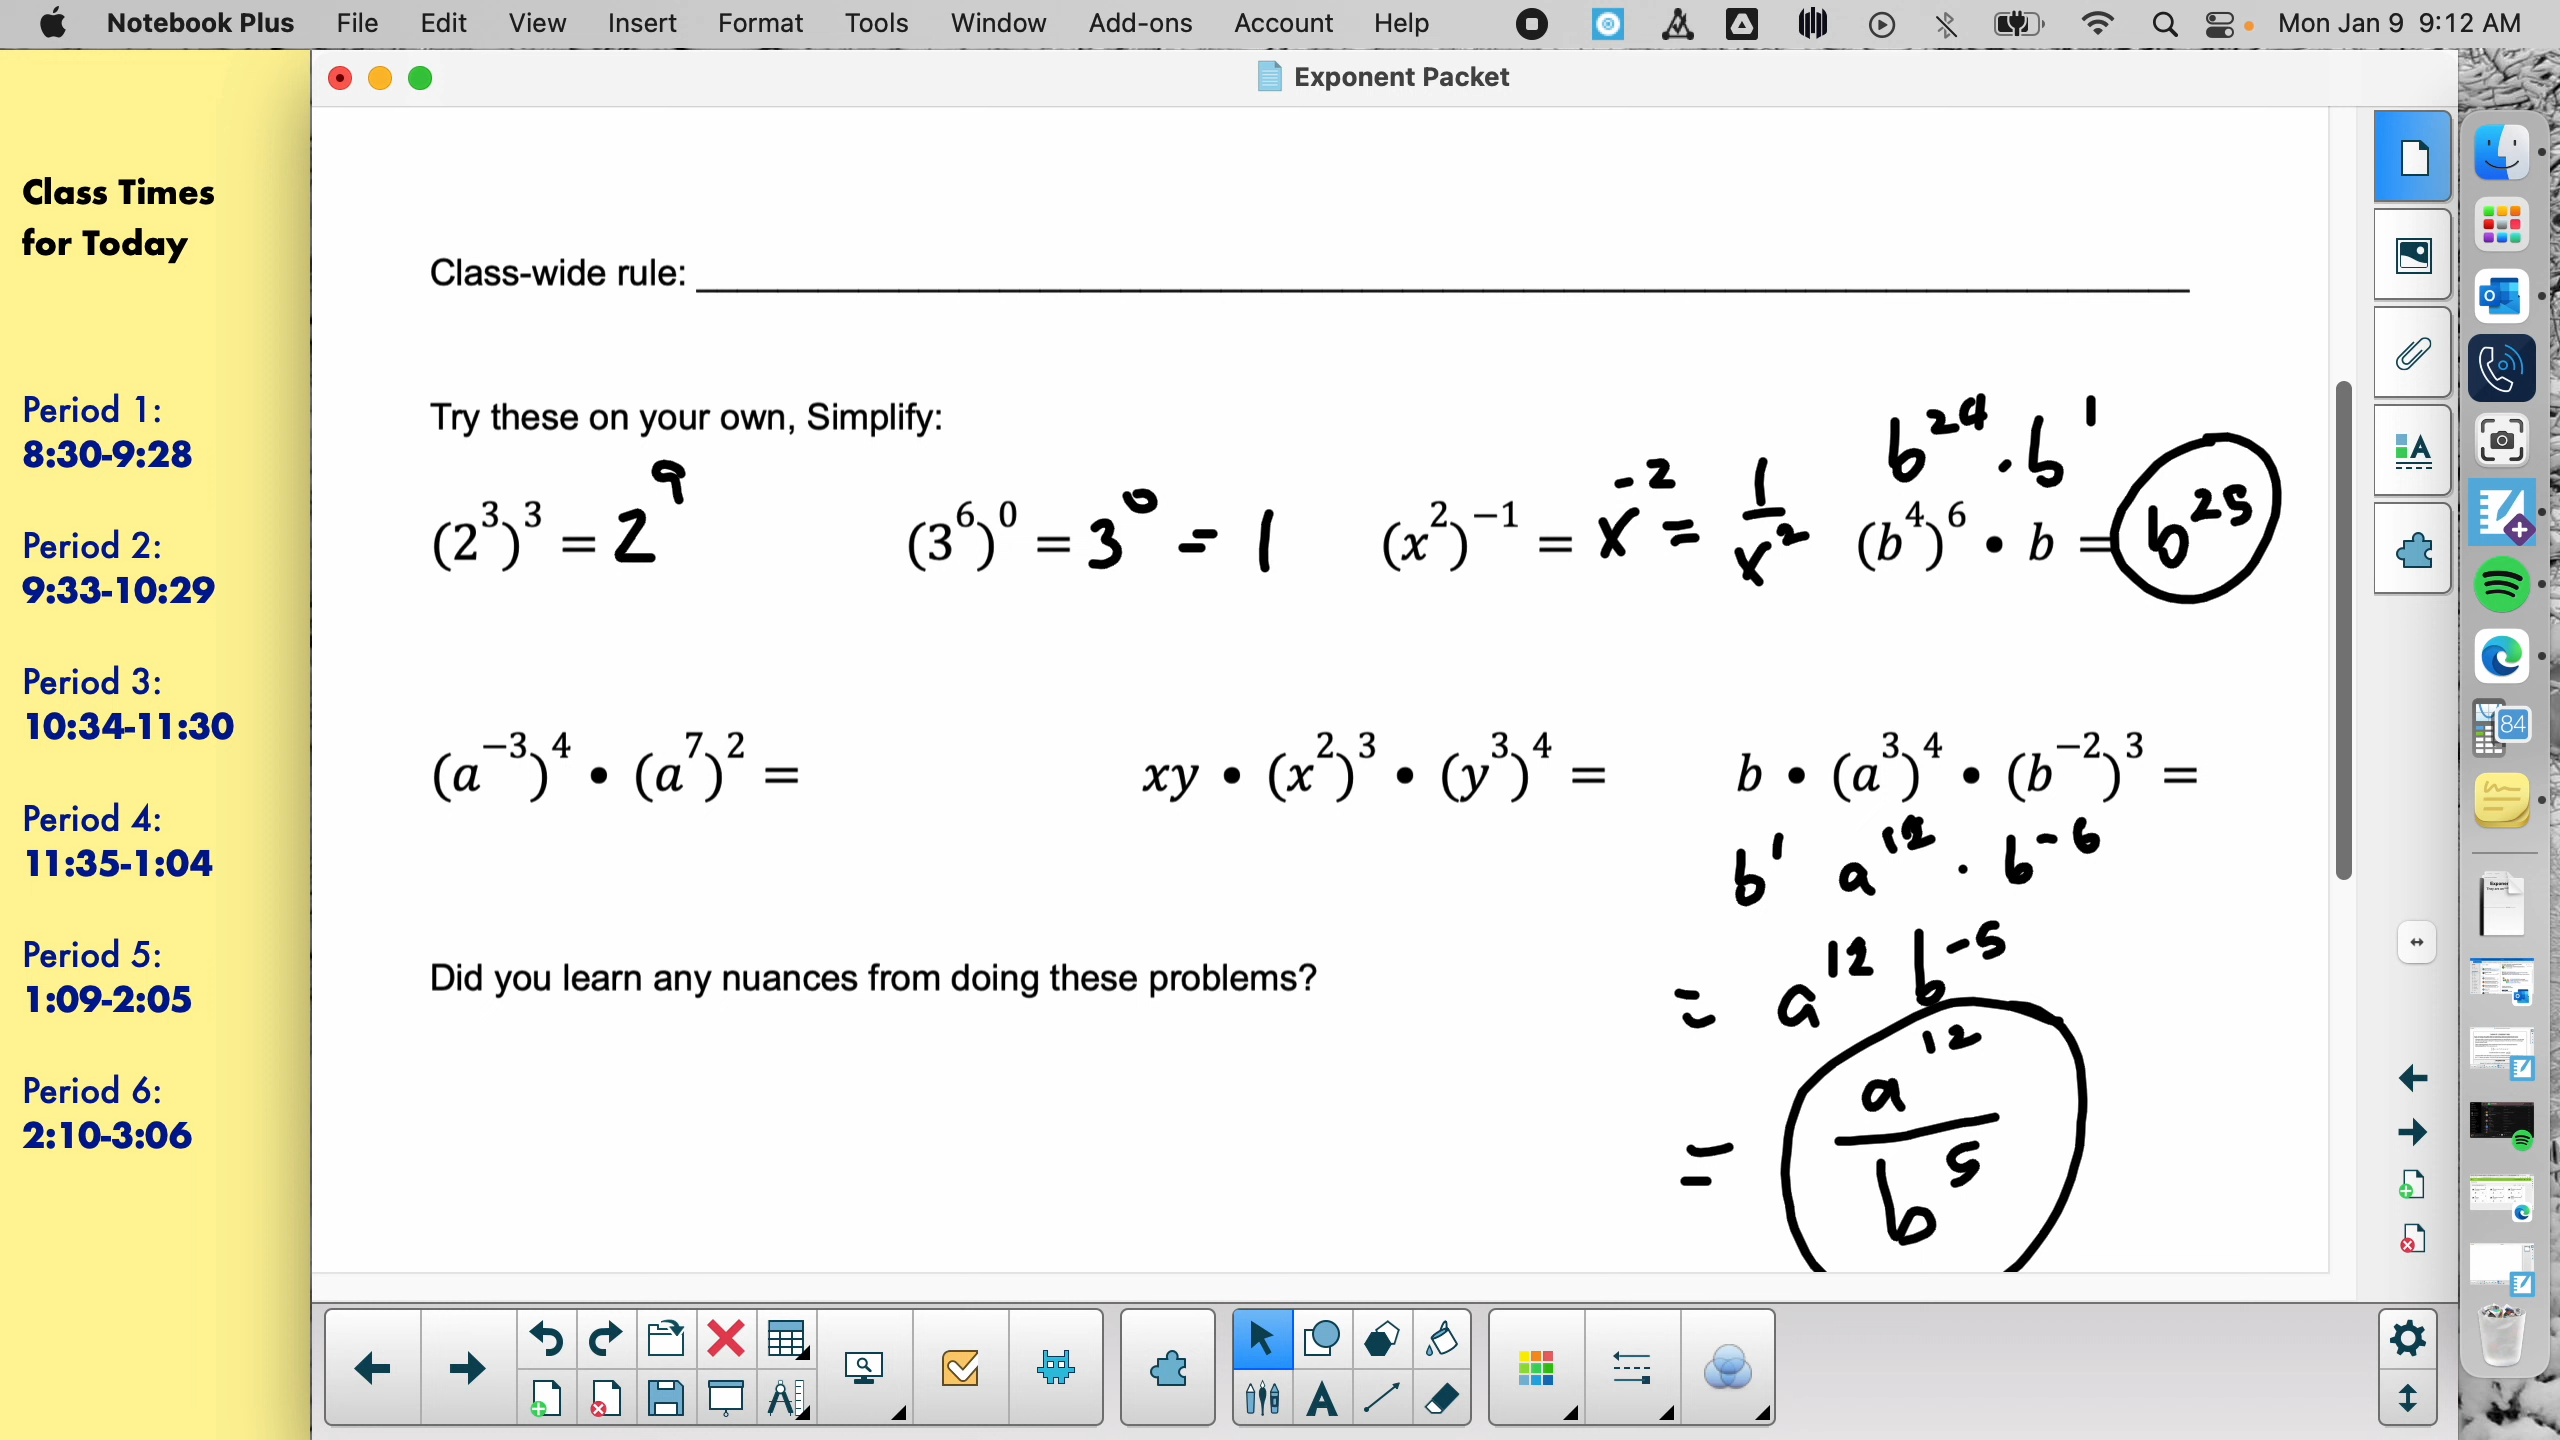 Notebook Plus File Edit View Insert Format Tools Window Add-ons Account Help Mon Jan 9 9:12 AM
Exponent Packet
Class Times
for Today
Period 1:
8:30-9:28
Period 2:
9:33-10:29
Period 3:
10:34-11:30
Period 4:
11:35-1:04
Period 5:
1:09-2:05
Period 6:
2:10-3:06
Class-wide rule: ____________________
Try these on your own, Simplify:
b²⁴ · b¹
(2³)³ = 2⁹
(3⁶)⁰ = 3⁰ = 1
(x²)⁻¹ = x⁻² = 1/x²
(b⁴)⁶ • b = b²⁵
(a⁻³)⁴ • (a⁷)² =
xy • (x²)³ • (y³)⁴ =
b • (a³)⁴ • (b⁻²)³ =
b¹ a¹² · b⁻⁶
= a¹² b⁻⁵
= a¹²/b⁵
Did you learn any nuances from doing these problems?
A
84
A